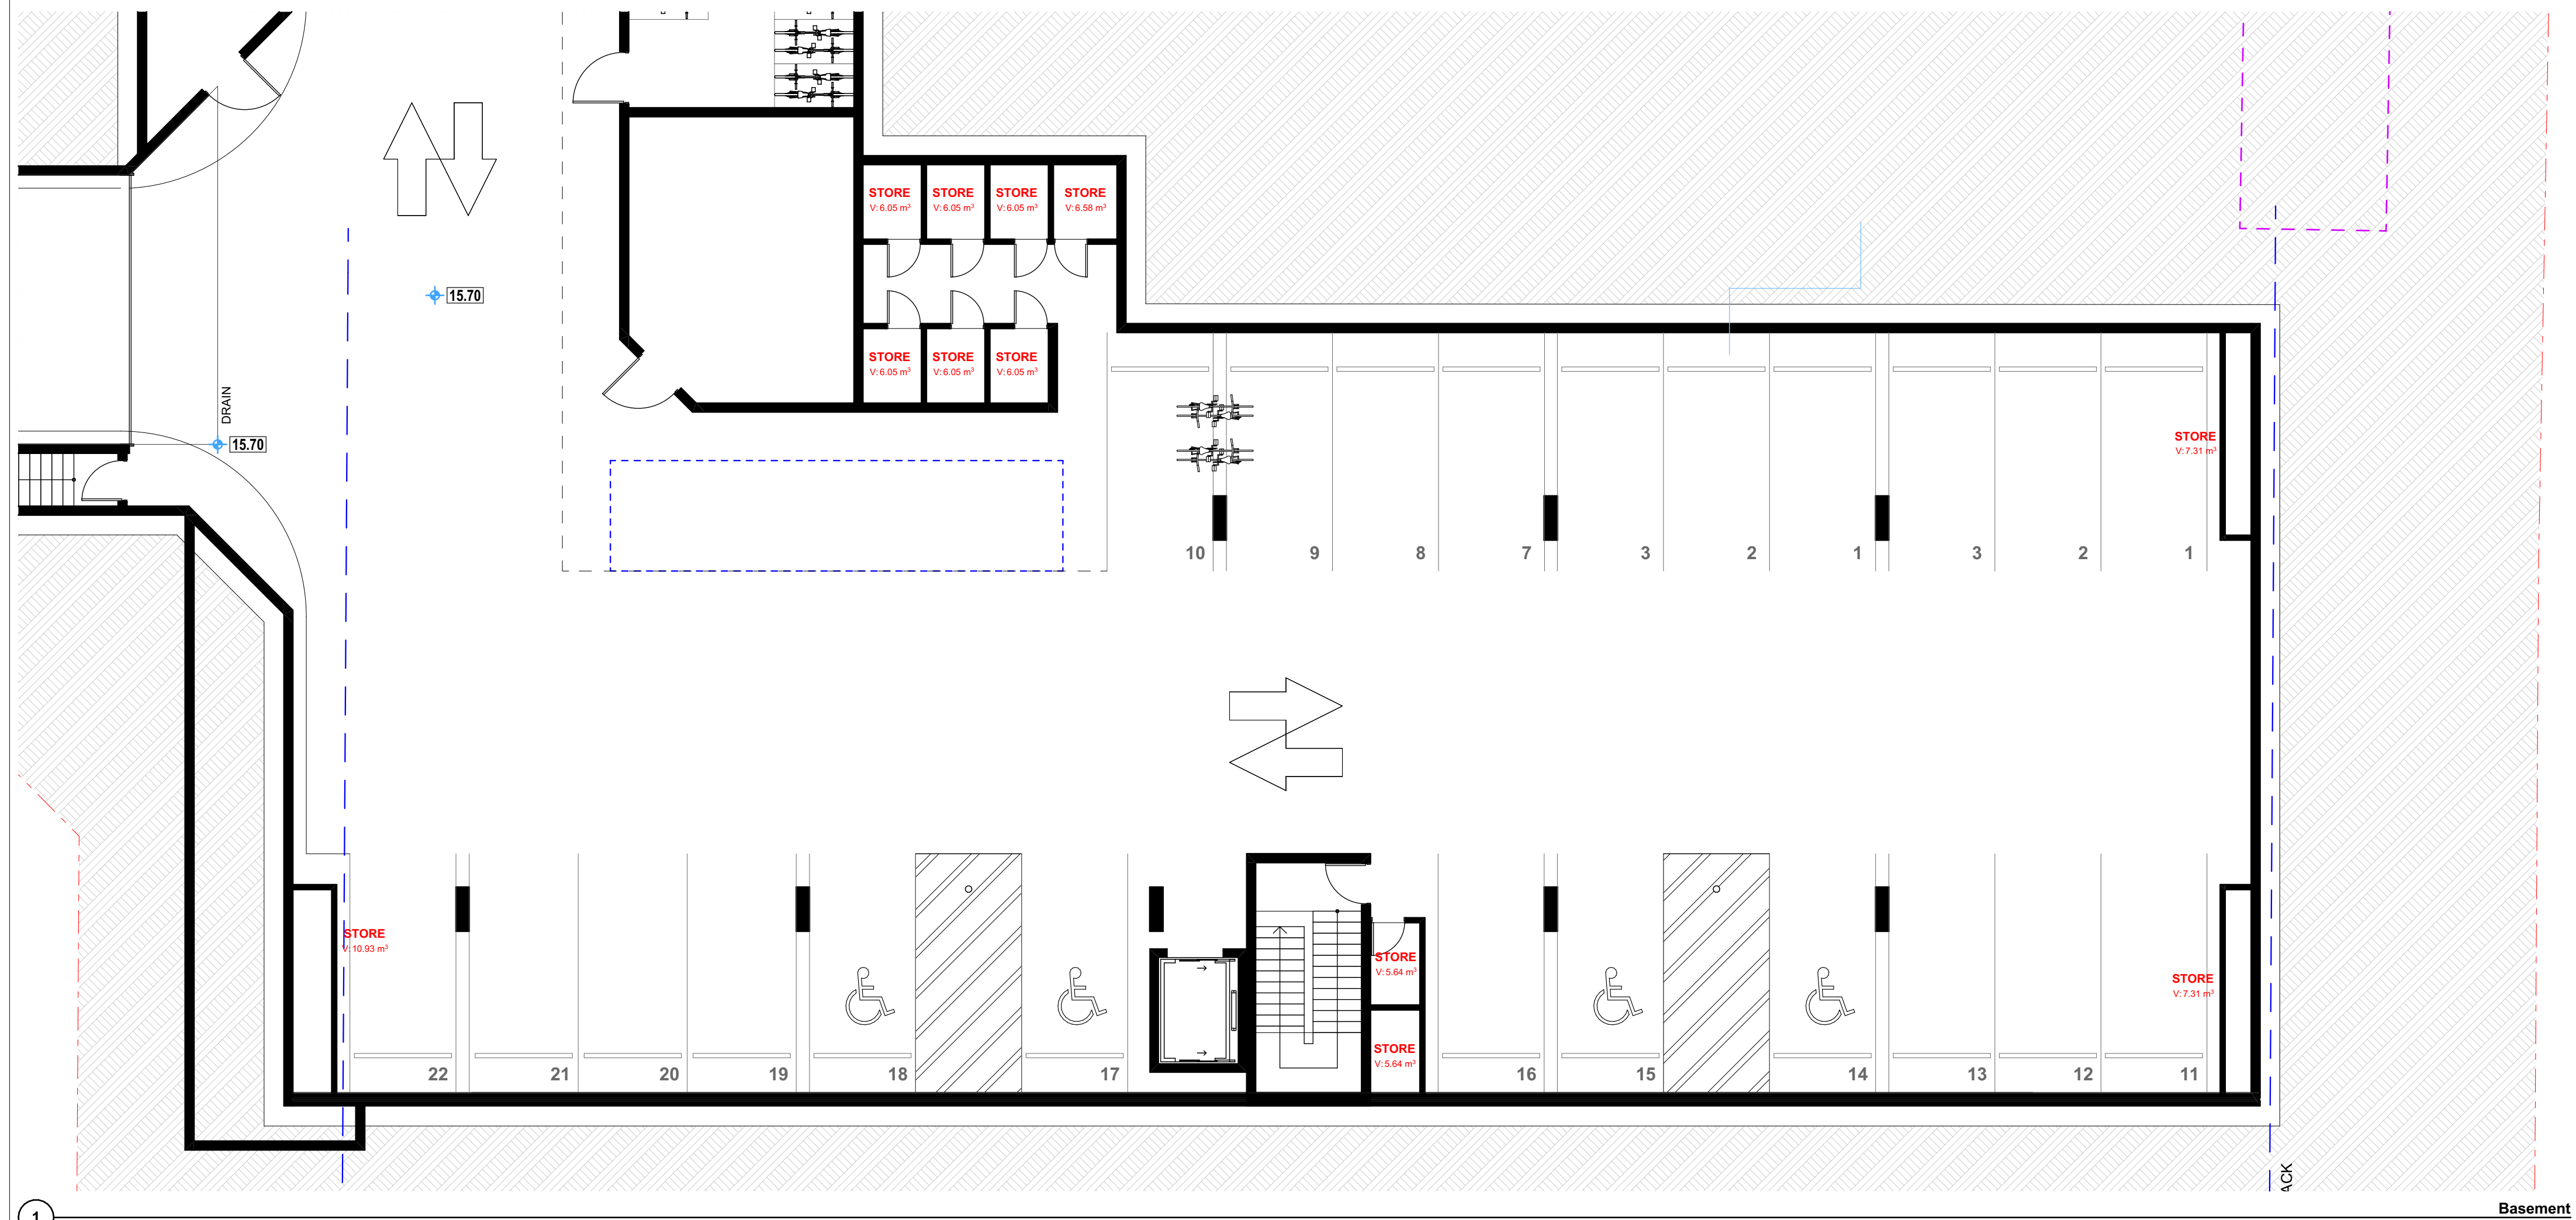 STORE
V: 6.05 m³
STORE
V: 6.05 m³
STORE
V: 6.05 m³
STORE
V: 6.58 m³
15.70
STORE
V: 6.05 m³
STORE
V: 6.05 m³
STORE
V: 6.05 m³
DRAIN
15.70
STORE
V: 7.31 m³
10 9 8 7 3 2 1 3 2 1
STORE
V: 10.93 m³
STORE
V: 5.64 m³
STORE
V: 7.31 m³
STORE
V: 5.64 m³
22 21 20 19 18 17 16 15 14 13 12 11
ACK
1
Basement